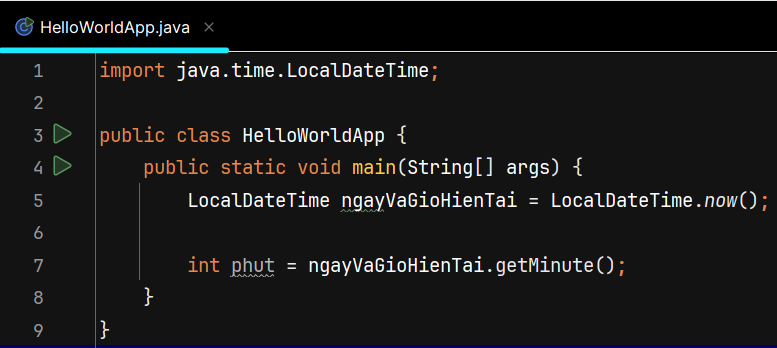 HelloWorldApp.java ×
1 import java.time.LocalDateTime;
2
3 public class HelloWorldApp {
4 public static void main(String[] args) {
5 LocalDateTime ngayVaGioHienTai = LocalDateTime.now();
6
7 int phut = ngayVaGioHienTai.getMinute();
8 }
9 }